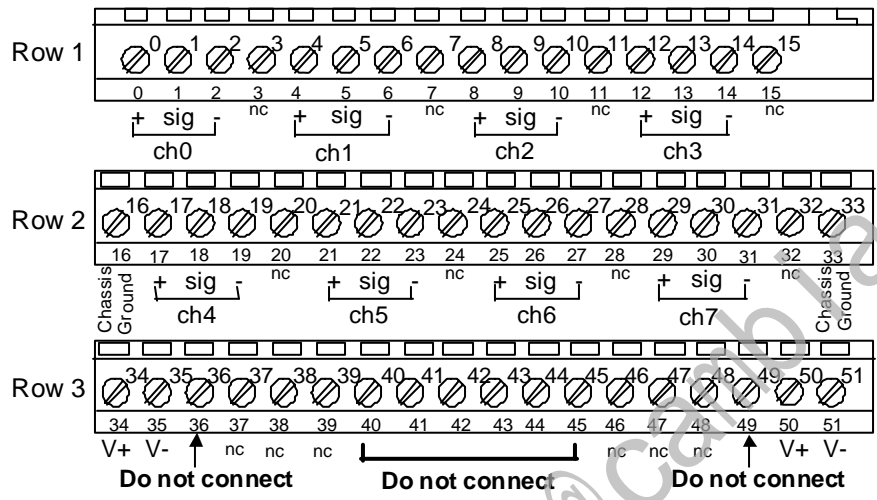 Row 1
0 1 2 3 4 5 6 7 8 9 10 11 12 13 14 15
0 1 2 3 4 5 6 7 8 9 10 11 12 13 14 15
nc nc nc nc
+ sig - + sig - + sig - + sig -
ch0 ch1 ch2 ch3
Row 2
16 17 18 19 20 21 22 23 24 25 26 27 28 29 30 31 32 33
16 17 18 19 20 21 22 23 24 25 26 27 28 29 30 31 32 33
nc nc nc nc
Chassis Ground
+ sig - + sig - + sig - + sig -
Chassis Ground
ch4 ch5 ch6 ch7
Row 3
34 35 36 37 38 39 40 41 42 43 44 45 46 47 48 49 50 51
34 35 36 37 38 39 40 41 42 43 44 45 46 47 48 49 50 51
V+ V- nc nc nc nc nc nc V+ V-
Do not connect Do not connect Do not connect
@cambia